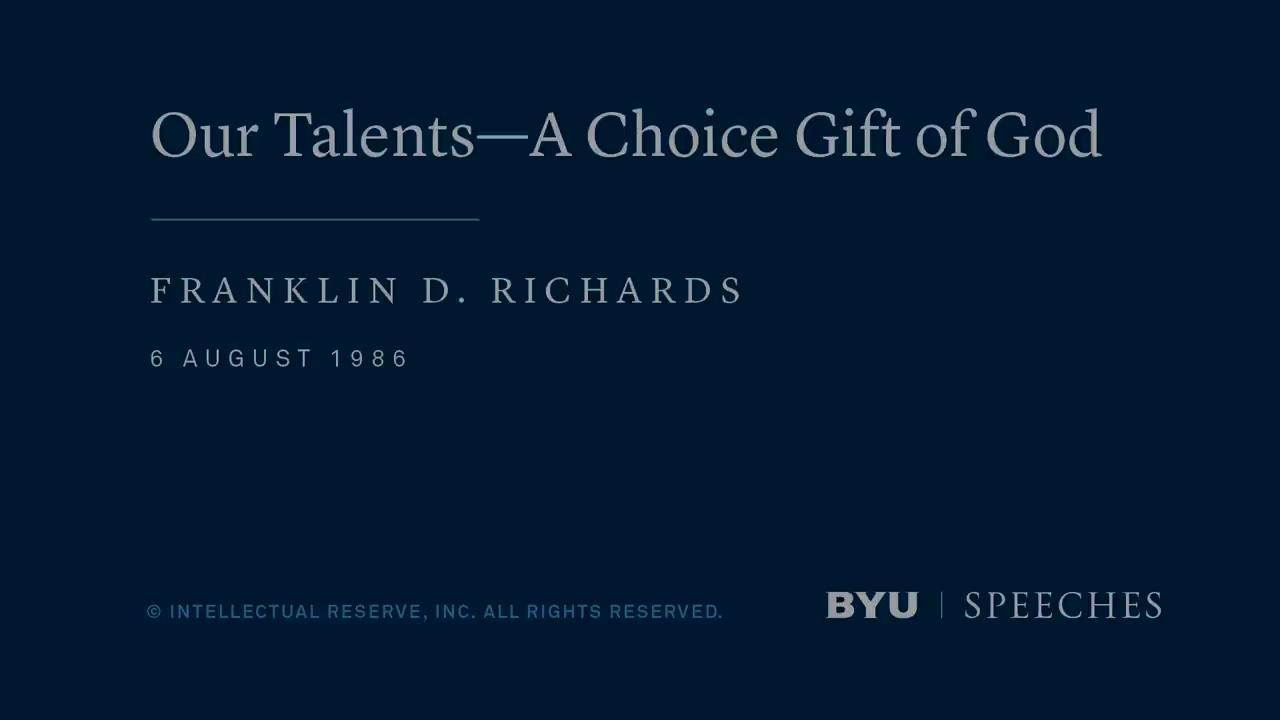 Our Talents—A Choice Gift of God
FRANKLIN D. RICHARDS
6 AUGUST 1986
© INTELLECTUAL RESERVE, INC. ALL RIGHTS RESERVED.
BYU | SPEECHES